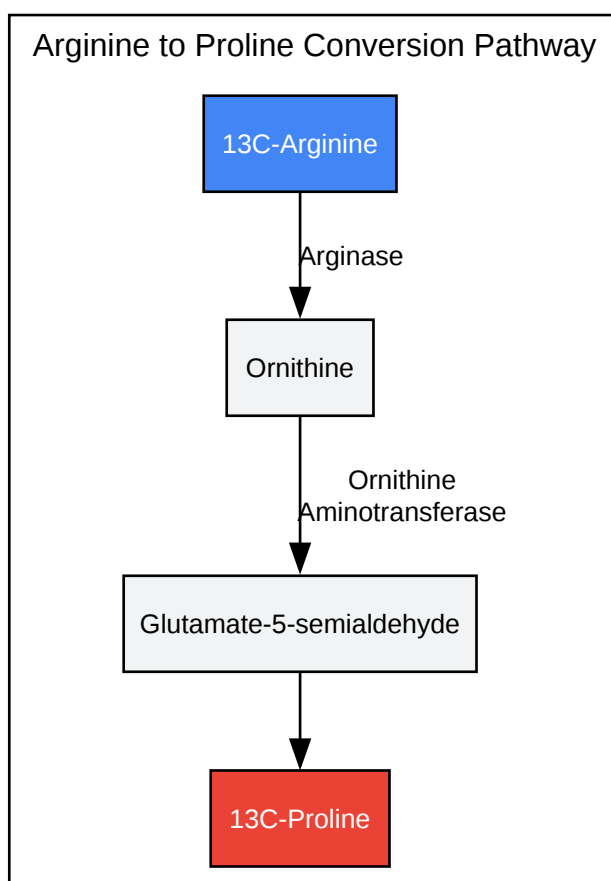 Arginine to Proline Conversion Pathway
13C-Arginine
Arginase
Ornithine
Ornithine
Aminotransferase
Glutamate-5-semialdehyde
13C-Proline